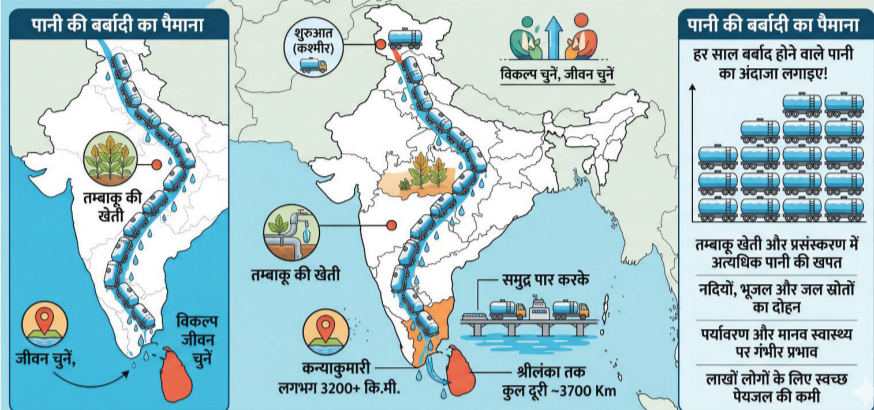 पानी की बर्बादी का पैमाना
तम्बाकू की
खेती
जीवन चुनें,
विकल्प
जीवन
चुनें
शुरुआत
(कश्मीर)
विकल्प चुनें, जीवन चुनें
तम्बाकू की खेती
समुद्र पार करके
कन्याकुमारी
लगभग 3200+ कि.मी.
श्रीलंका तक
कुल दूरी ~3700 Km
पानी की बर्बादी का पैमाना
हर साल बर्बाद होने वाले पानी
का अंदाजा लगाइए!
तम्बाकू खेती और प्रसंस्करण में
अत्यधिक पानी की खपत
नदियों, भूजल और जल स्रोतों
का दोहन
पर्यावरण और मानव स्वास्थ्य
पर गंभीर प्रभाव
लाखों लोगों के लिए स्वच्छ
पेयजल की कमी